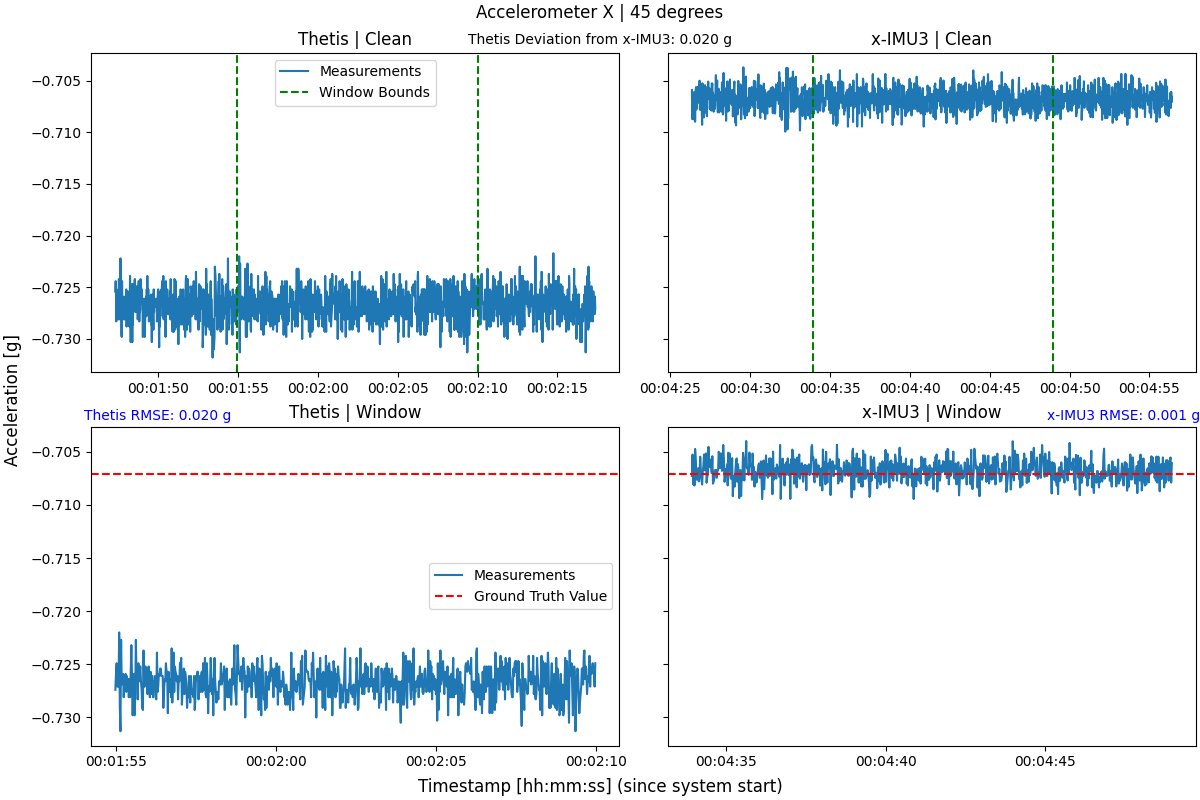 Accelerometer X | 45 degrees
Thetis | Clean
Thetis Deviation from x-IMU3: 0.020 g
x-IMU3 | Clean
Measurements
Window Bounds
−0.705
−0.710
−0.715
−0.720
−0.725
−0.730
00:01:50 00:01:55 00:02:00 00:02:05 00:02:10 00:02:15
00:04:25 00:04:30 00:04:35 00:04:40 00:04:45 00:04:50 00:04:55
Acceleration [g]
Thetis RMSE: 0.020 g
Thetis | Window
x-IMU3 | Window
x-IMU3 RMSE: 0.001 g
−0.705
−0.710
−0.715
−0.720
−0.725
−0.730
Measurements
Ground Truth Value
00:01:55 00:02:00 00:02:05 00:02:10
00:04:35 00:04:40 00:04:45
Timestamp [hh:mm:ss] (since system start)